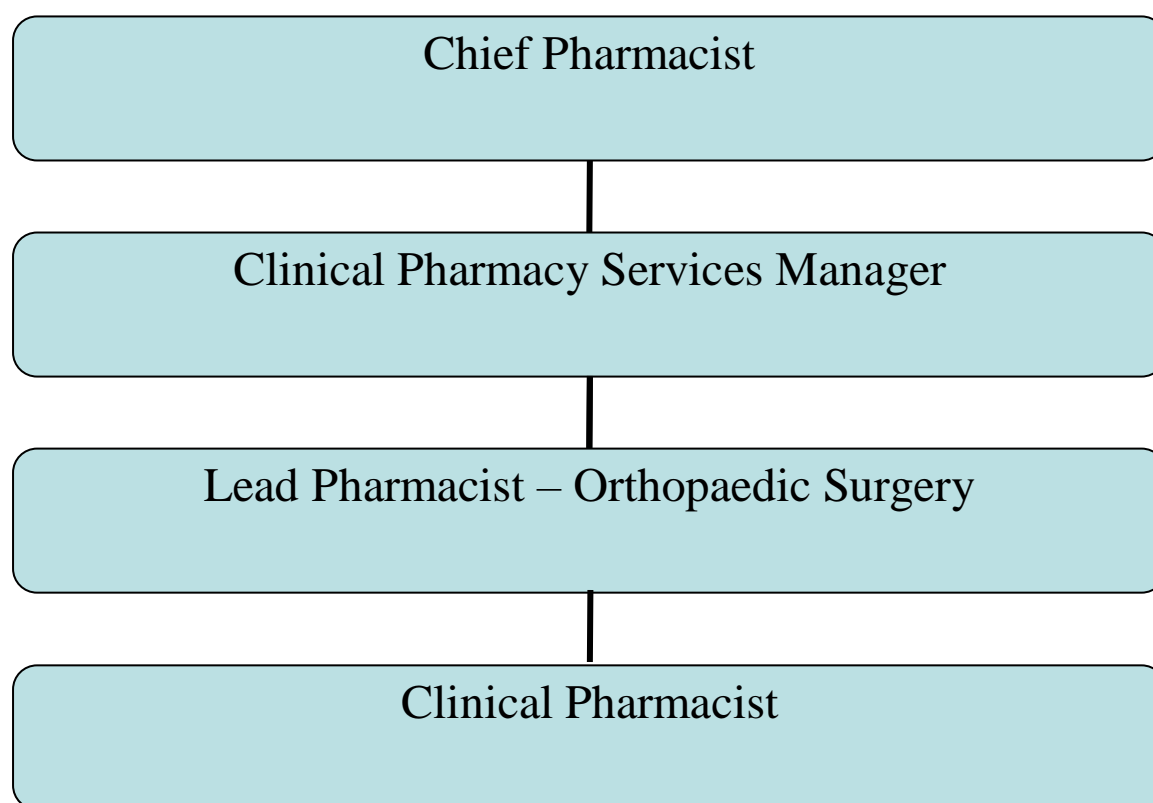 Chief Pharmacist
Clinical Pharmacy Services Manager
Lead Pharmacist – Orthopaedic Surgery
Clinical Pharmacist